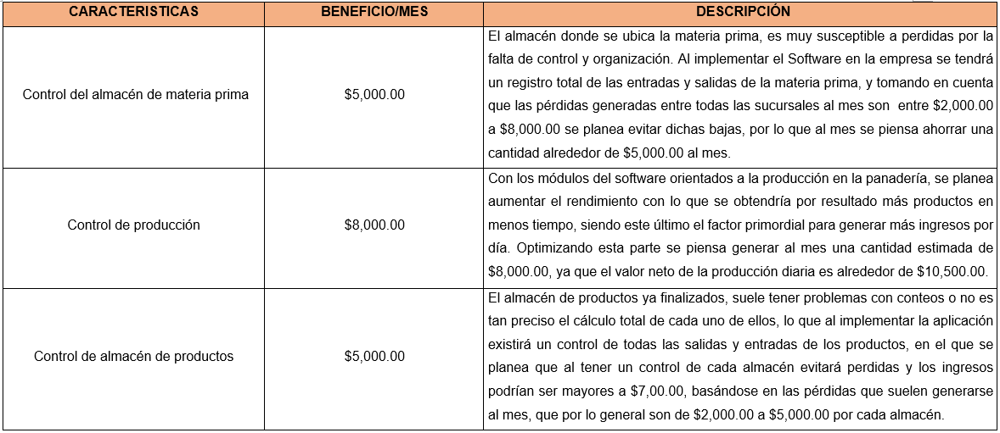 CARACTERISTICAS BENEFICIO/MES DESCRIPCIÓN
Control del almacén de materia prima
$5,000.00
El almacén donde se ubica la materia prima, es muy susceptible a perdidas por la
falta de control y organización. Al implementar el Software en la empresa se tendrá
un registro total de las entradas y salidas de la materia prima, y tomando en cuenta
que las pérdidas generadas entre todas las sucursales al mes son entre $2,000.00
a $8,000.00 se planea evitar dichas bajas, por lo que al mes se piensa ahorrar una
cantidad alrededor de $5,000.00 al mes.
Control de producción
$8,000.00
Con los módulos del software orientados a la producción en la panadería, se planea
aumentar el rendimiento con lo que se obtendría por resultado más productos en
menos tiempo, siendo este último el factor primordial para generar más ingresos por
día. Optimizando esta parte se piensa generar al mes una cantidad estimada de
$8,000.00, ya que el valor neto de la producción diaria es alrededor de $10,500.00.
Control de almacén de productos
$5,000.00
El almacén de productos ya finalizados, suele tener problemas con conteos o no es
tan preciso el cálculo total de cada uno de ellos, lo que al implementar la aplicación
existirá un control de todas las salidas y entradas de los productos, en el que se
planea que al tener un control de cada almacén evitará perdidas y los ingresos
podrían ser mayores a $7,00.00, basándose en las pérdidas que suelen generarse
al mes, que por lo general son de $2,000.00 a $5,000.00 por cada almacén.